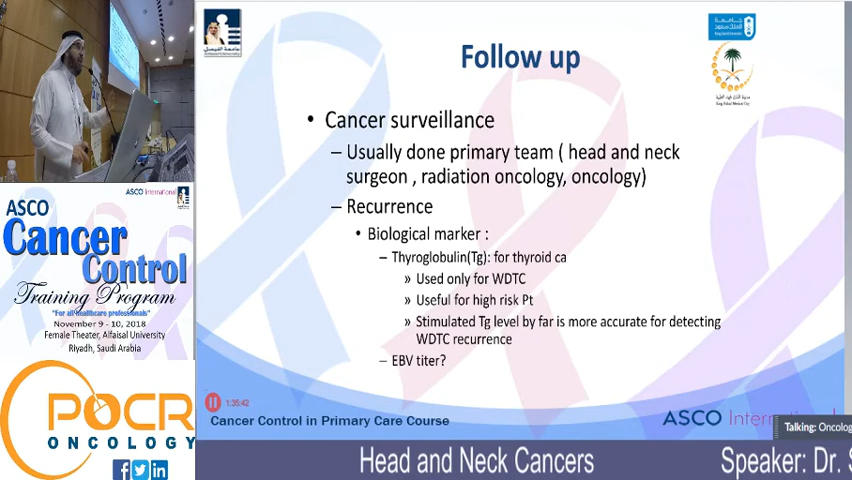 Follow up
• Cancer surveillance
– Usually done primary team ( head and neck
surgeon , radiation oncology, oncology)
– Recurrence
• Biological marker :
– Thyroglobulin(Tg): for thyroid ca
» Used only for WDTC
» Useful for high risk Pt
» Stimulated Tg level by far is more accurate for detecting
WDTC recurrence
– EBV titer?
1:35:42
Cancer Control in Primary Care Course
ASCO International
Talking: Oncolog
ASCO International
ASCO
Cancer
Control
Training Program
"For all healthcare professionals"
November 9 - 10, 2018
Female Theater, Alfaisal University
Riyadh, Saudi Arabia
POCR
ONCOLOGY
Head and Neck Cancers
Speaker: Dr. S